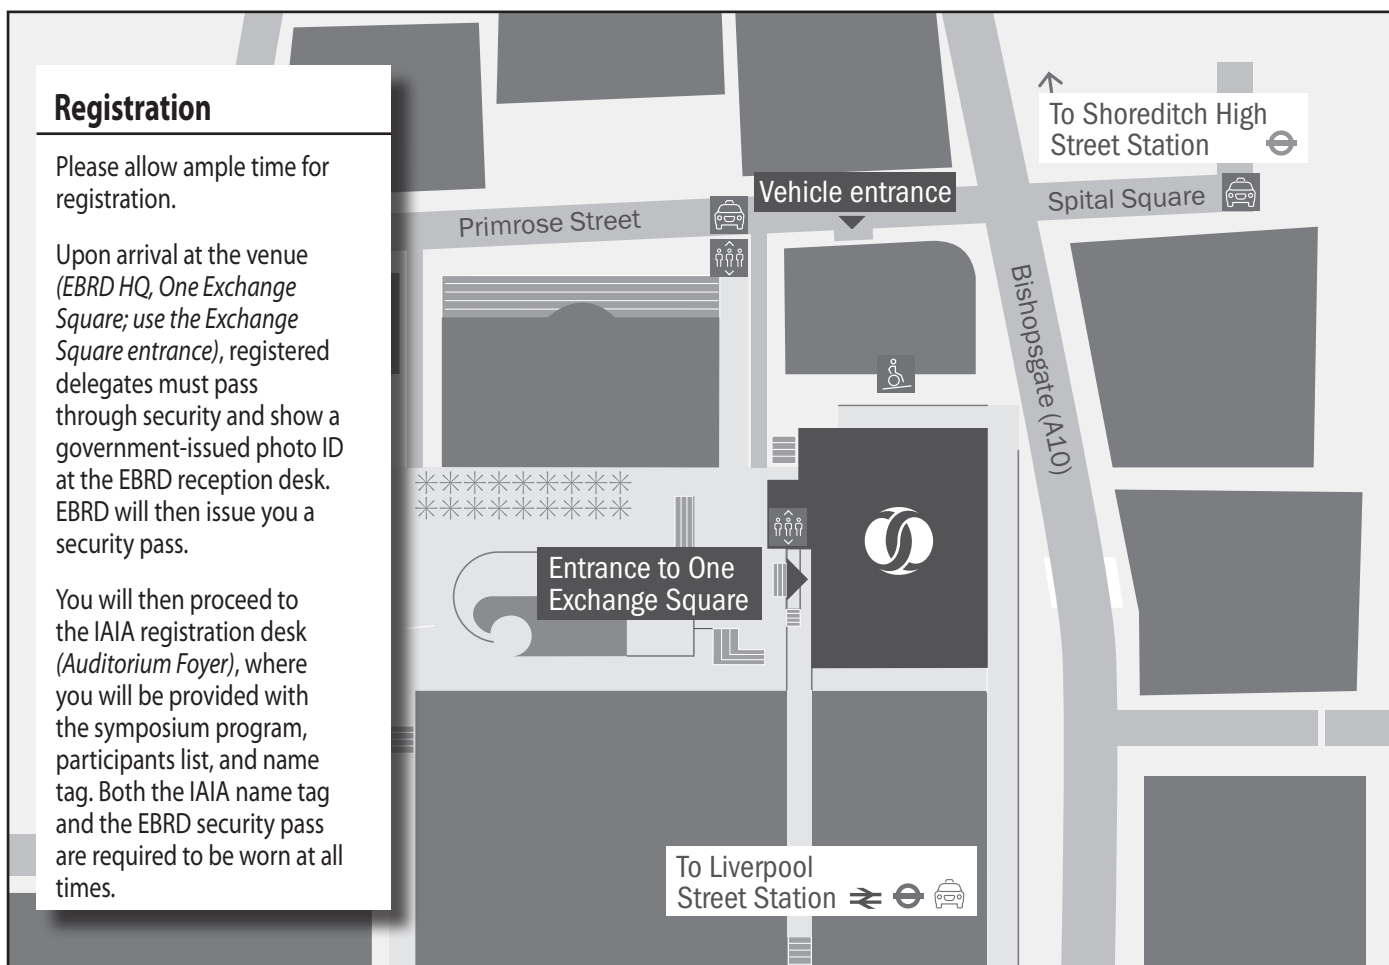 Registration
Please allow ample time for
registration.
Upon arrival at the venue
(EBRD HQ, One Exchange
Square; use the Exchange
Square entrance), registered
delegates must pass
through security and show a
government-issued photo ID
at the EBRD reception desk.
EBRD will then issue you a
security pass.
You will then proceed to
the IAIA registration desk
(Auditorium Foyer), where
you will be provided with
the symposium program,
participants list, and name
tag. Both the IAIA name tag
and the EBRD security pass
are required to be worn at all
times.
To Shoreditch High
Street Station
Vehicle entrance
Spital Square
Primrose Street
Bishopsgate (A10)
Entrance to One
Exchange Square
To Liverpool
Street Station